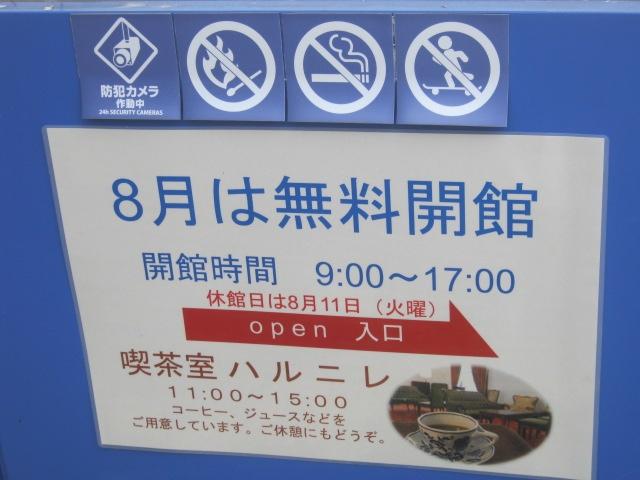 防犯カメラ
作動中
24h SECURITY CAMERAS
8月は無料開館
開館時間 9:00～17:00
休館日は8月11日（火曜）
open 入口
喫茶室ハルニレ
11:00～15:00
コーヒー、ジュースなどを
ご用意しています。ご休憩にもどうぞ。